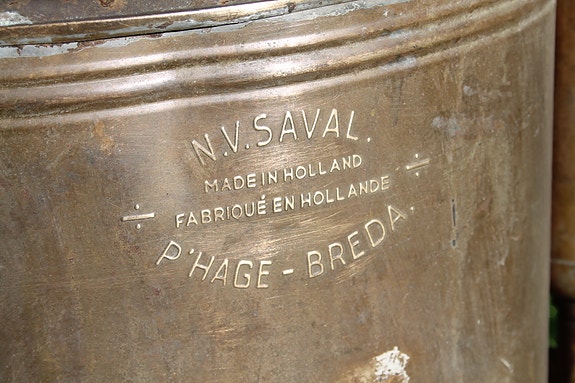 N.V. SAVAL.
MADE IN HOLLAND
FABRIQUÉ EN HOLLANDE
P'HAGE - BREDA.